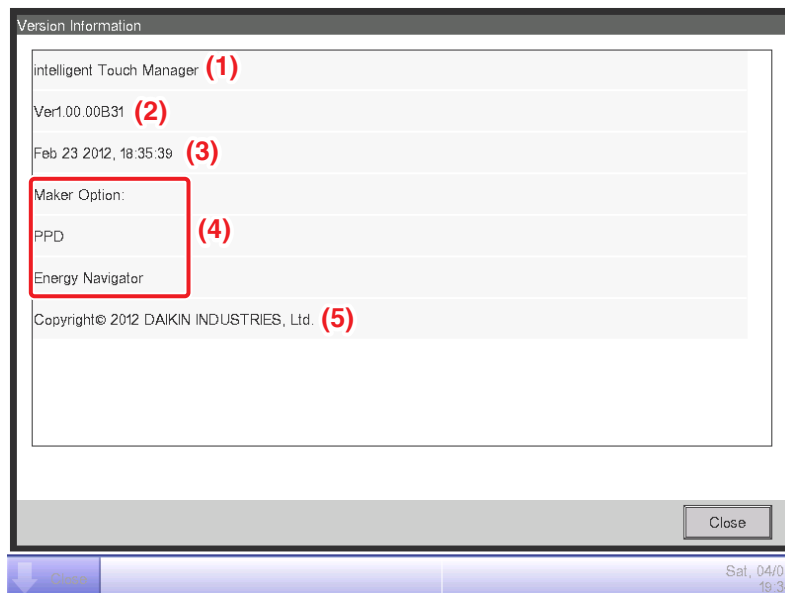 Version Information
intelligent Touch Manager (1)
Ver1.00.00B31 (2)
Feb 23 2012, 18:35:39 (3)
Maker Option:
PPD (4)
Energy Navigator
Copyright© 2012 DAIKIN INDUSTRIES, Ltd. (5)
Close
Close
Sat, 04/0
19:3